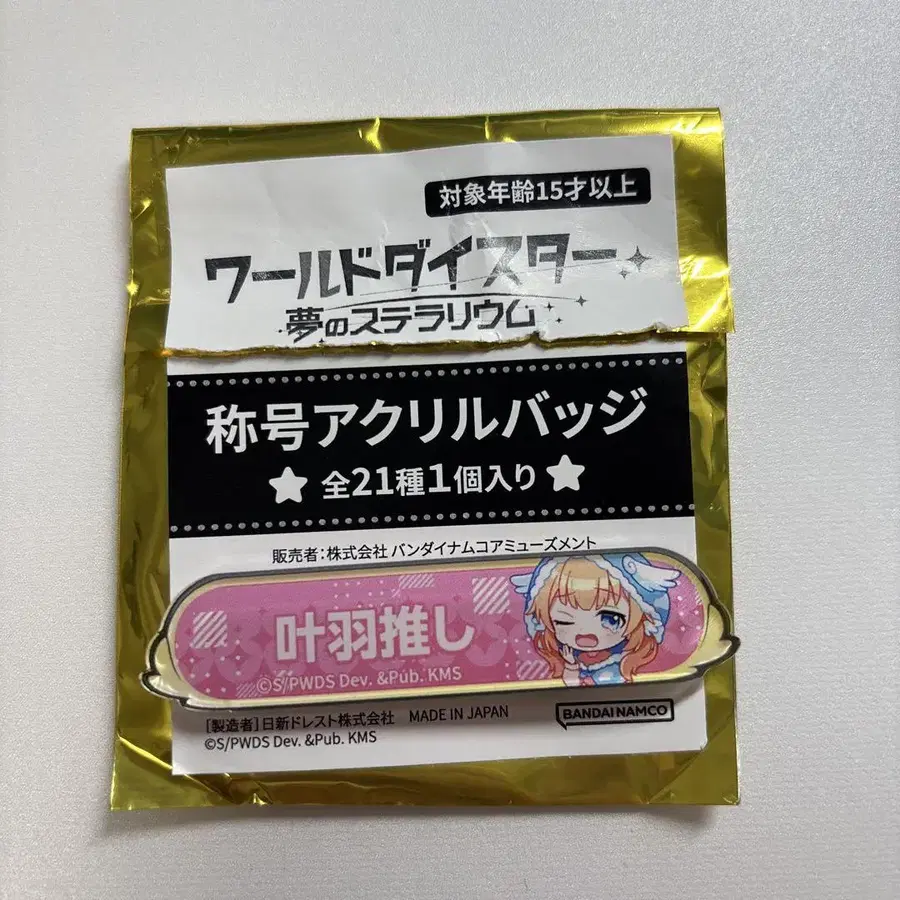 対象年齢15才以上
ワールドダイスター
夢のステラリウム
称号アクリルバッジ
全21種1個入り
販売者:株式会社 バンダイナムコアミューズメント
叶羽推し
©S/PWDS Dev. &Pub. KMS
[製造者]日新ドレスト株式会社 MADE IN JAPAN
BANDAI NAMCO
©S/PWDS Dev. &Pub. KMS